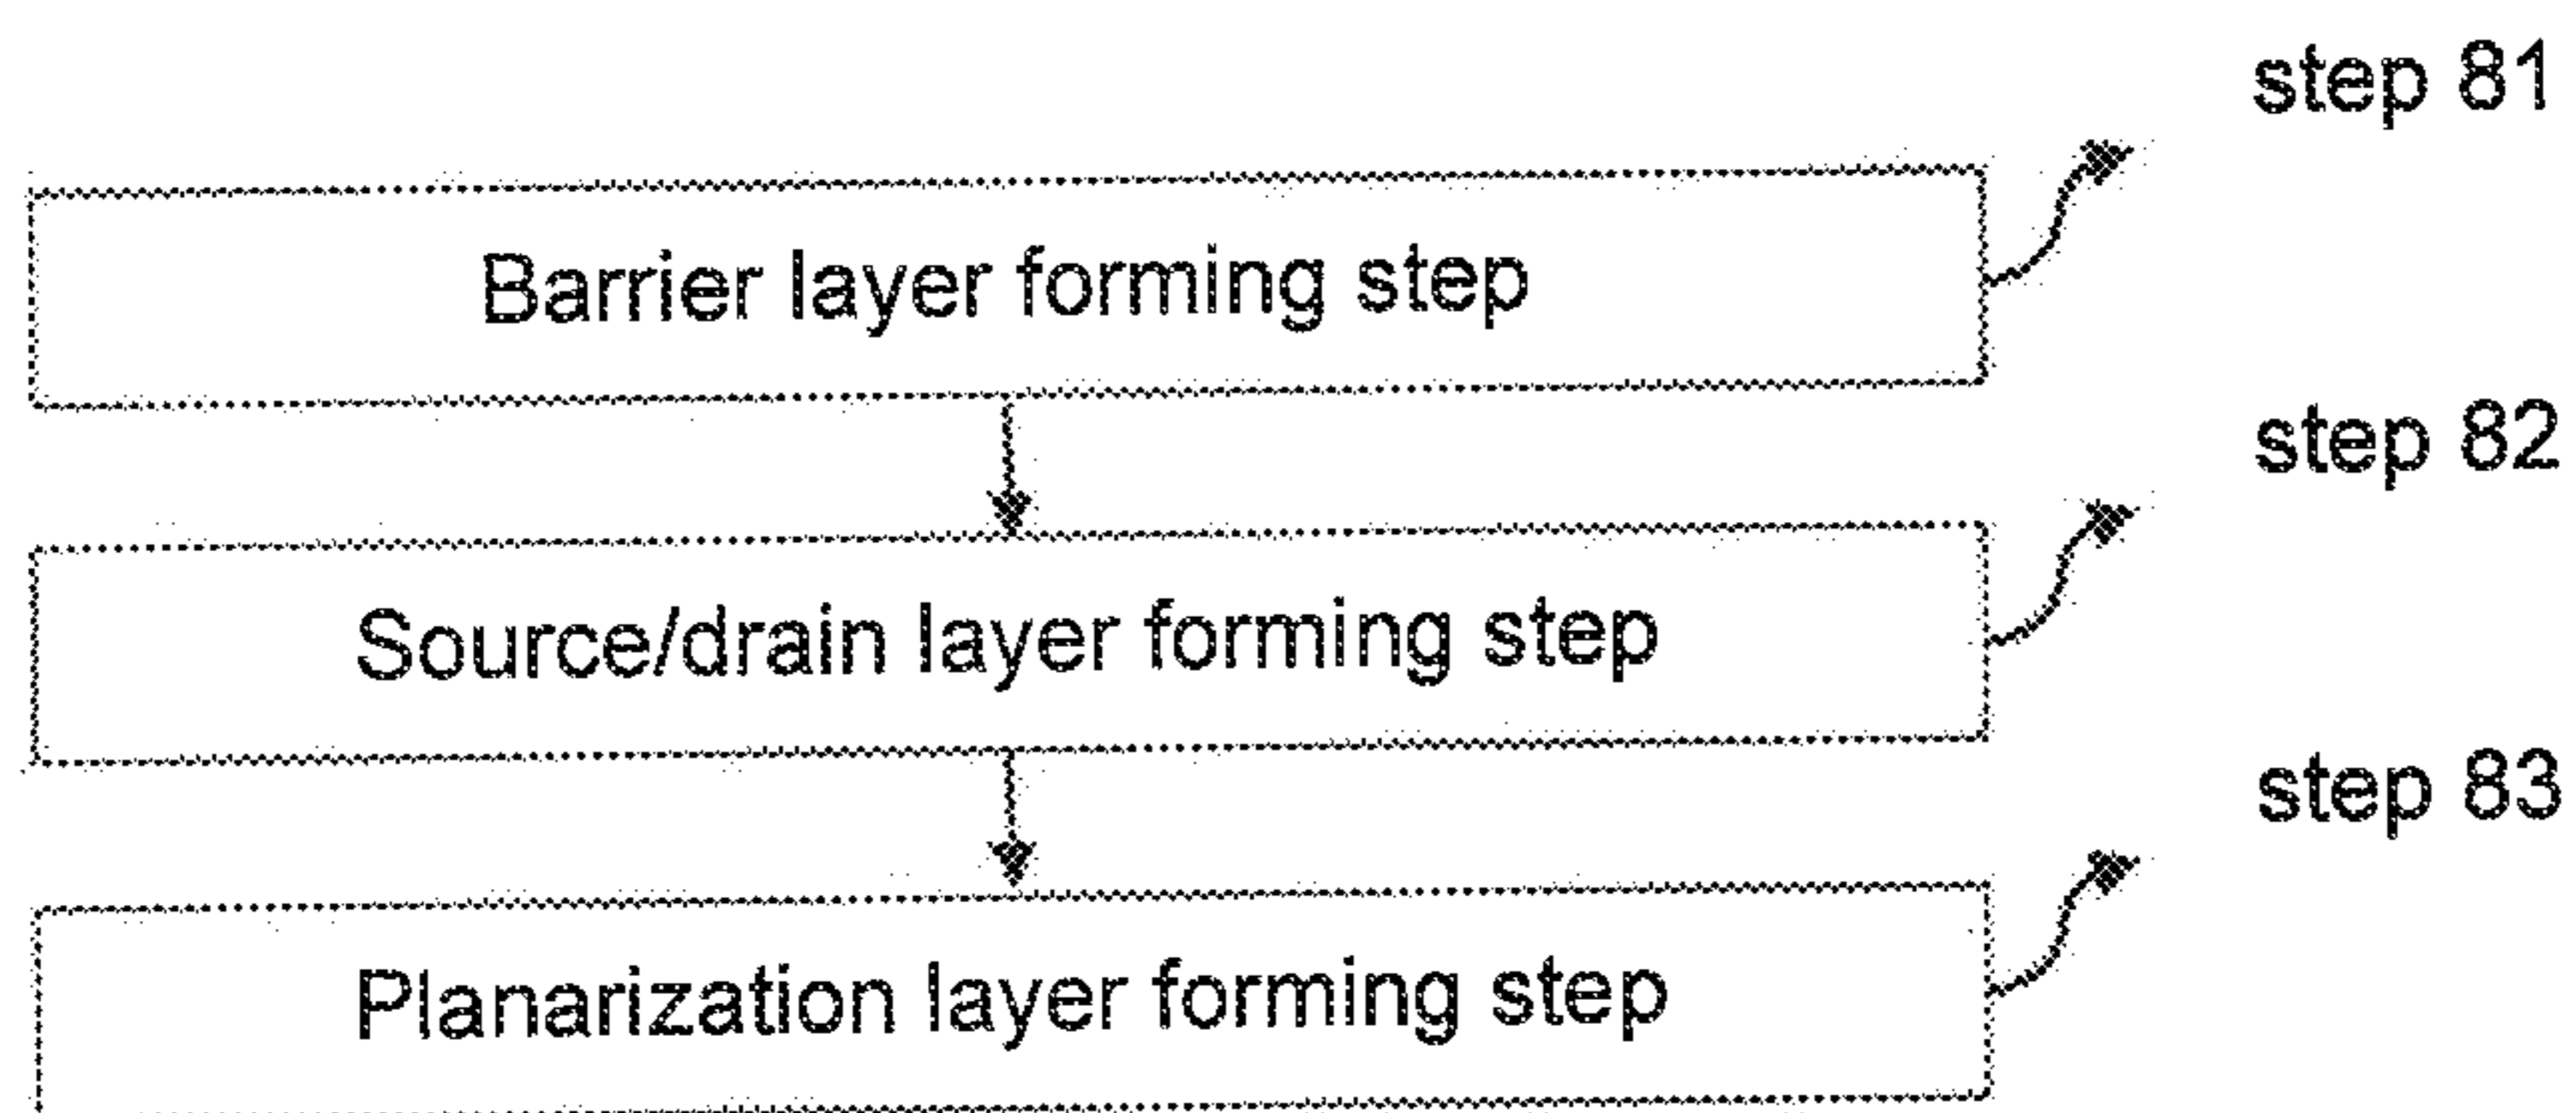 step 81
Barrier layer forming step
step 82
Source/drain layer forming step
step 83
Planarization layer forming step